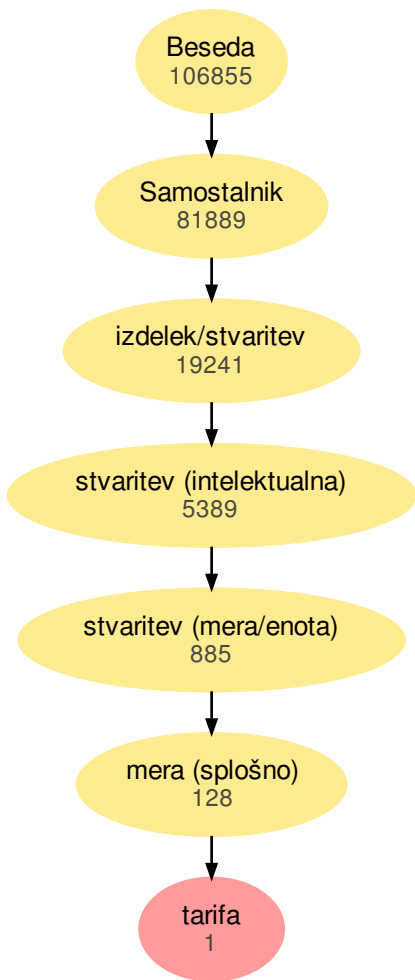 Beseda
106855
Samostalnik
81889
izdelek/stvaritev
19241
stvaritev (intelektualna)
5389
stvaritev (mera/enota)
885
mera (splošno)
128
tarifa
1